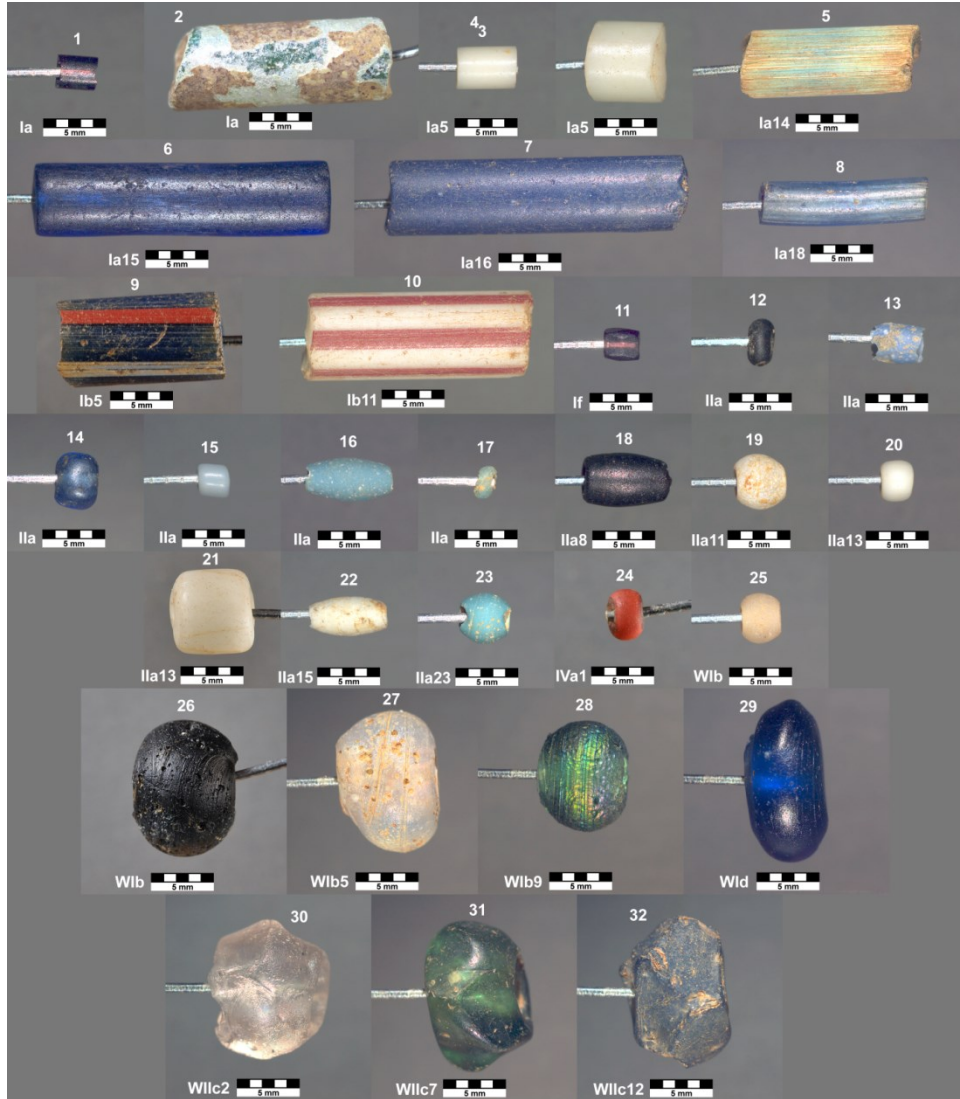 1
Ia
5 mm
2
Ia
5 mm
4
3
Ia5
5 mm
Ia5
5 mm
5
Ia14
5 mm
6
Ia15
5 mm
7
Ia16
5 mm
8
Ia18
5 mm
9
Ib5
5 mm
10
Ib11
5 mm
11
If
5 mm
12
IIa
5 mm
13
IIa
5 mm
14
IIa
5 mm
15
IIa
5 mm
16
IIa
5 mm
17
IIa
5 mm
18
IIa8
5 mm
19
IIa11
5 mm
20
IIa13
5 mm
21
IIa13
5 mm
22
IIa15
5 mm
23
IIa23
5 mm
24
IVa1
5 mm
25
WIb
5 mm
26
WIb
5 mm
27
WIb5
5 mm
28
WIb9
5 mm
29
WId
5 mm
30
WIIc2
5 mm
31
WIIc7
5 mm
32
WIIc12
5 mm